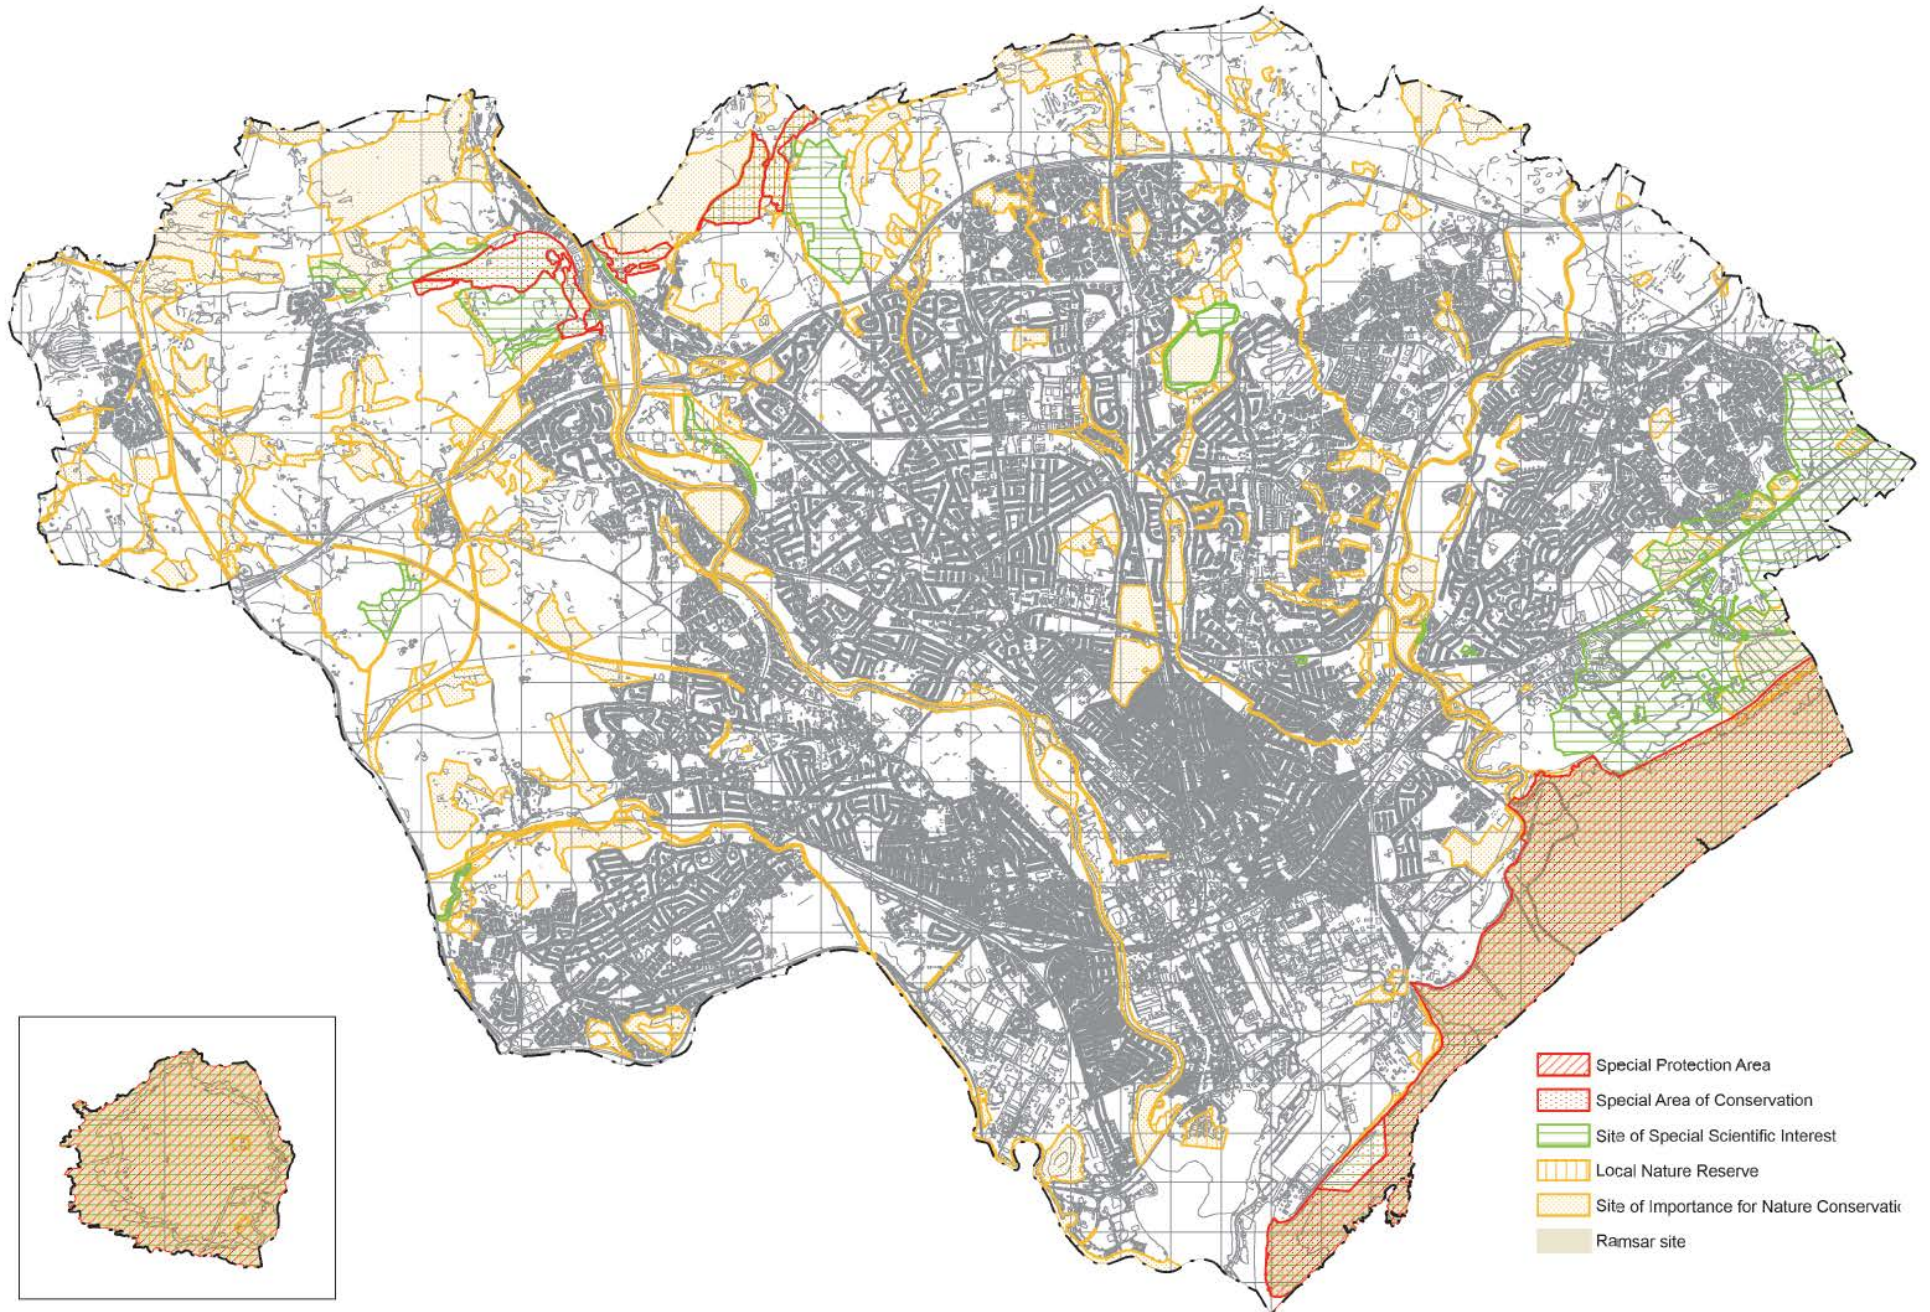 Special Protection Area
Special Area of Conservation
Site of Special Scientific Interest
Local Nature Reserve
Site of Importance for Nature Conservatic
Ramsar site